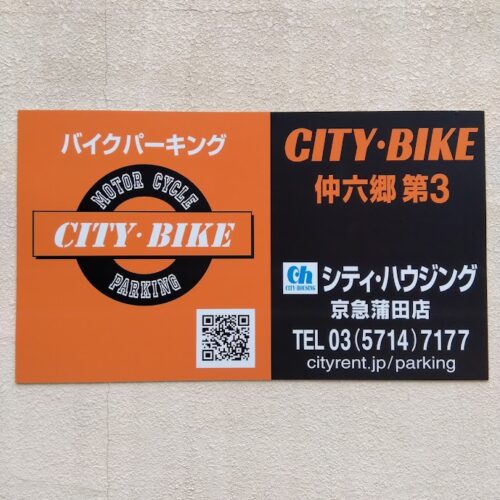 バイクパーキング
MOTOR CYCLE
CITY・BIKE
PARKING
CITY・BIKE
仲六郷 第3
ch
CITY HOUSING
シティ・ハウジング
京急蒲田店
TEL 03(5714)7177
cityrent.jp/parking